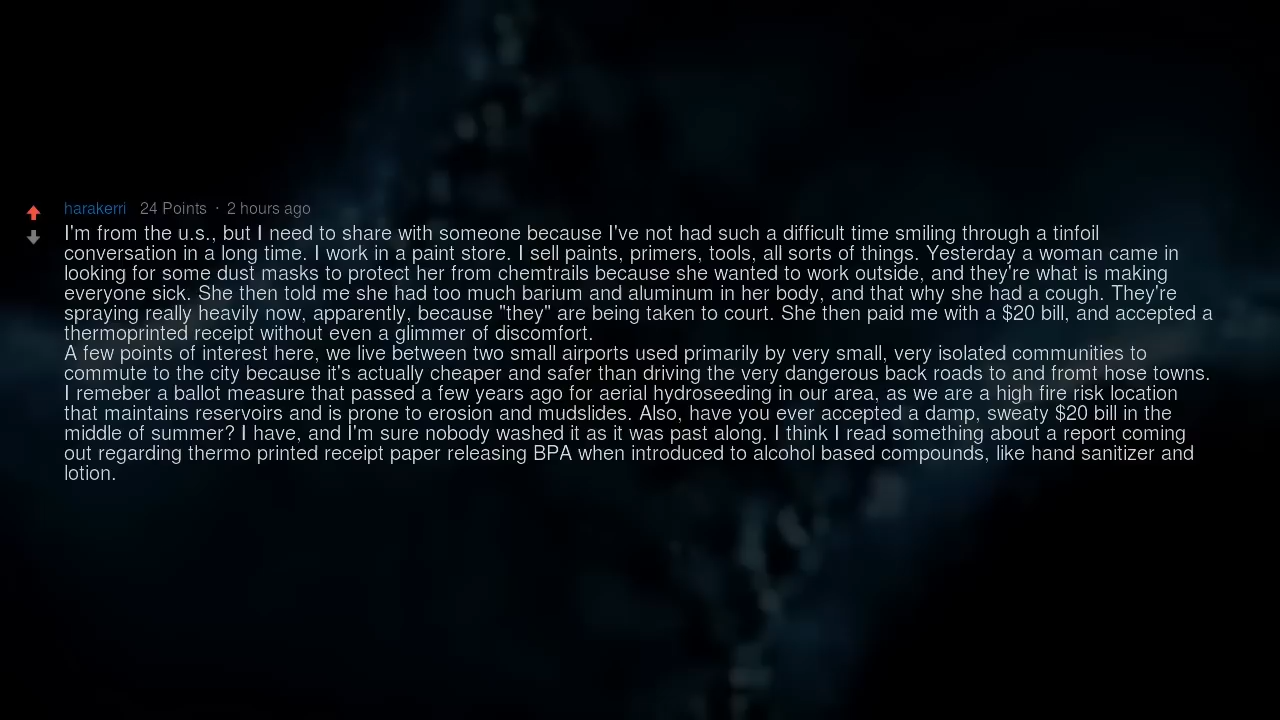 harakerri 24 Points · 2 hours ago
I'm from the u.s., but I need to share with someone because I've not had such a difficult time smiling through a tinfoil
conversation in a long time. I work in a paint store. I sell paints, primers, tools, all sorts of things. Yesterday a woman came in
looking for some dust masks to protect her from chemtrails because she wanted to work outside, and they're what is making
everyone sick. She then told me she had too much barium and aluminum in her body, and that why she had a cough. They're
spraying really heavily now, apparently, because "they" are being taken to court. She then paid me with a $20 bill, and accepted a
thermoprinted receipt without even a glimmer of discomfort.
A few points of interest here, we live between two small airports used primarily by very small, very isolated communities to
commute to the city because it's actually cheaper and safer than driving the very dangerous back roads to and fromt hose towns.
I remeber a ballot measure that passed a few years ago for aerial hydroseeding in our area, as we are a high fire risk location
that maintains reservoirs and is prone to erosion and mudslides. Also, have you ever accepted a damp, sweaty $20 bill in the
middle of summer? I have, and I'm sure nobody washed it as it was past along. I think I read something about a report coming
out regarding thermo printed receipt paper releasing BPA when introduced to alcohol based compounds, like hand sanitizer and
lotion.